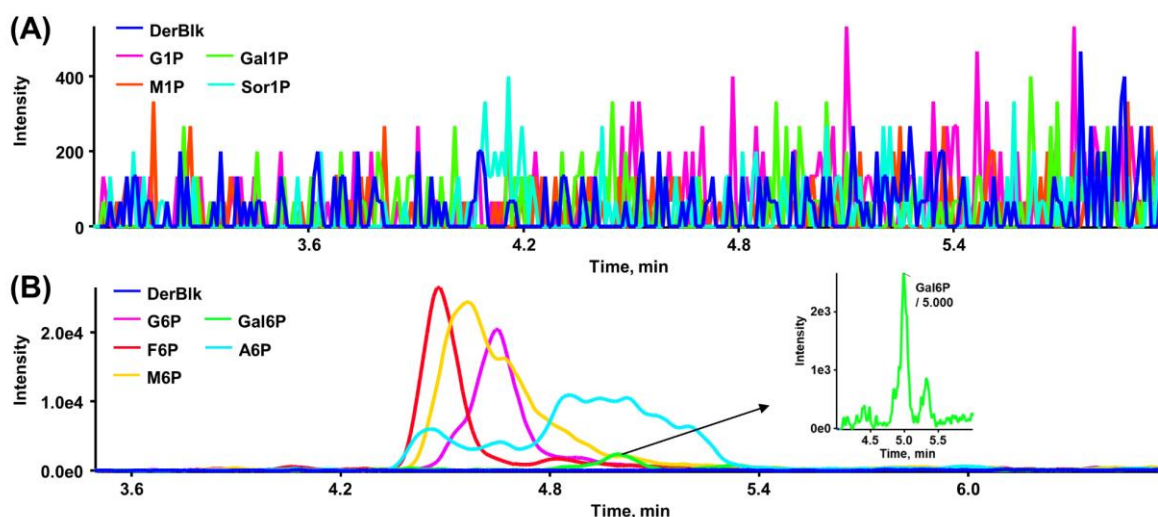 (A)
DerBlk
G1P Gal1P
M1P Sor1P
Intensity
400
200
0
3.6 4.2 4.8 5.4
Time, min
(B)
DerBlk
G6P Gal6P
F6P A6P
M6P
Intensity
2.0e4
1.0e4
0.0e0
3.6 4.2 4.8 5.4 6.0
Time, min
Gal6P
/ 5.000
Intensity
2e3
1e3
0e0
4.5 5.0 5.5
Time, min